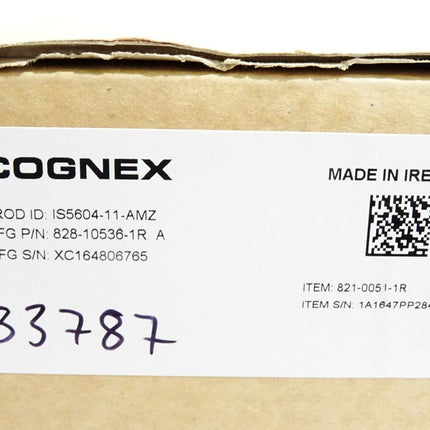 COGNEX
ROD ID: IS5604-11-AMZ
FG P/N: 828-10536-1R A
FG S/N: XC164806765
33787
MADE IN IRE
ITEM: 821-0051-1R
ITEM S/N: 1A1647PP284